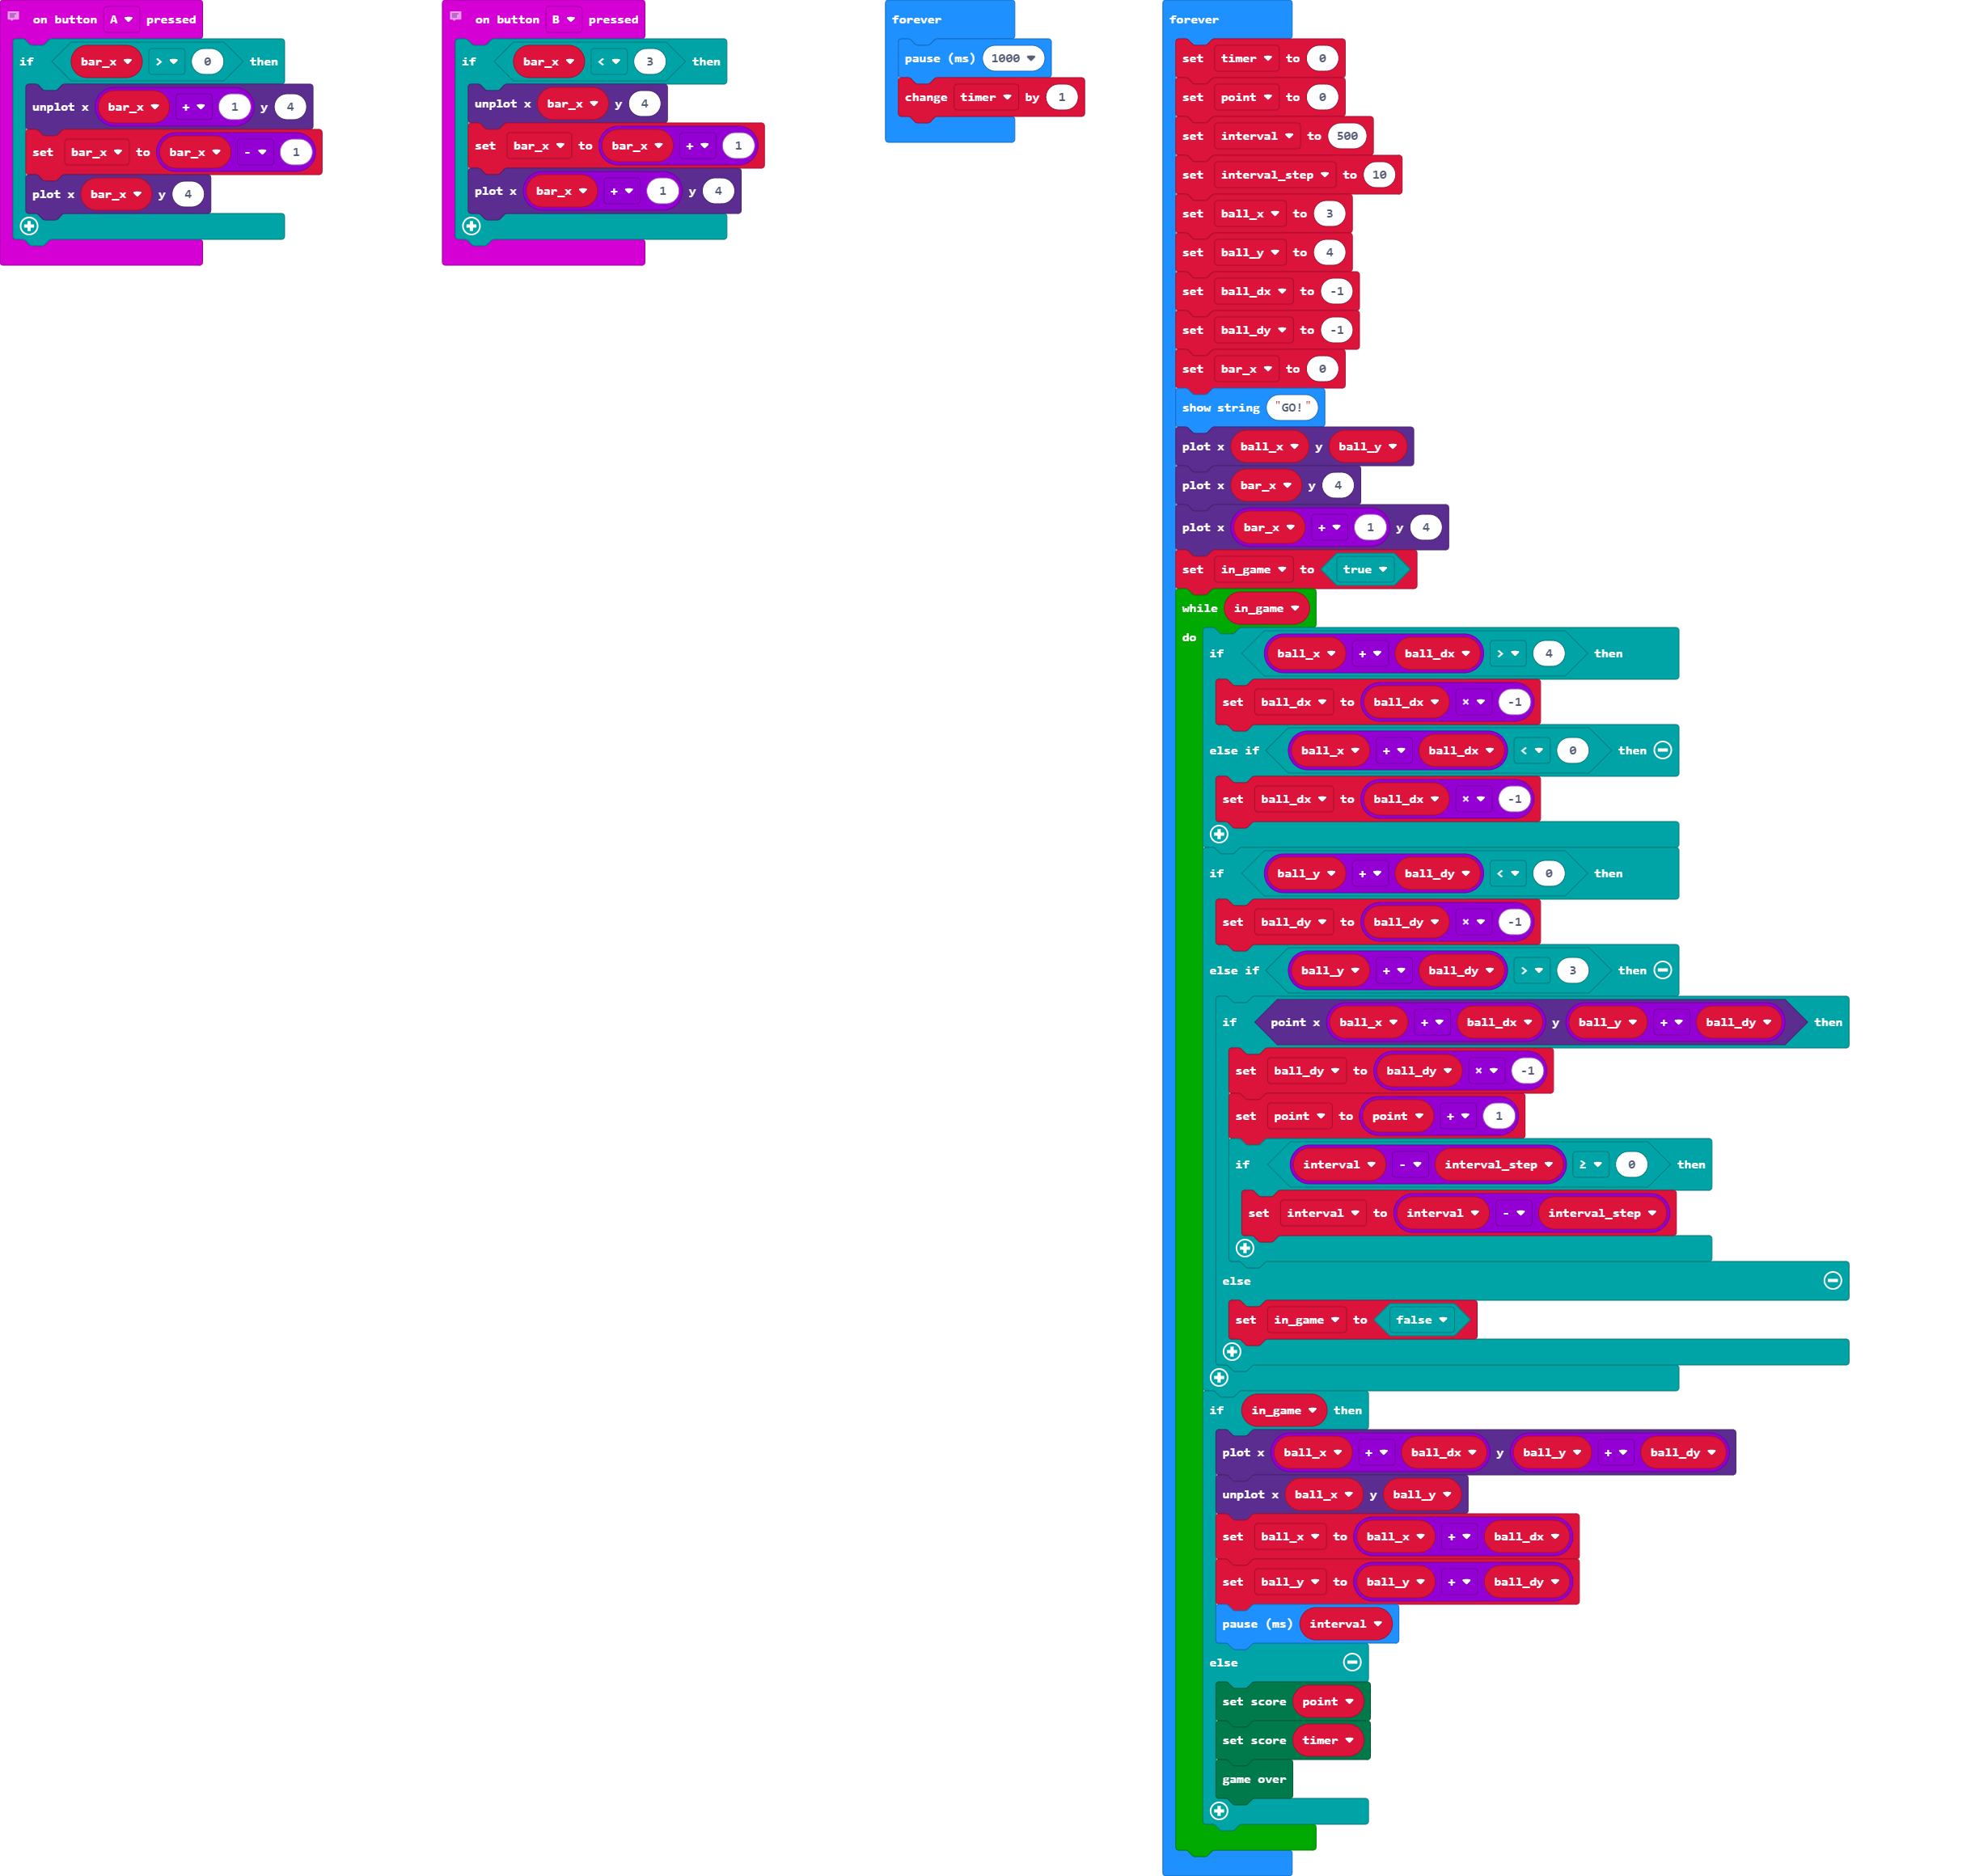 on button A pressed
if bar_x > 0 then
unplot x bar_x + 1 y 4
set bar_x to bar_x - 1
plot x bar_x y 4
on button B pressed
if bar_x < 3 then
unplot x bar_x y 4
set bar_x to bar_x + 1
plot x bar_x + 1 y 4
forever
pause (ms) 1000
change timer by 1
forever
set timer to 0
set point to 0
set interval to 500
set interval_step to 10
set ball_x to 3
set ball_y to 4
set ball_dx to -1
set ball_dy to -1
set bar_x to 0
show string "GO!"
plot x ball_x y ball_y
plot x bar_x y 4
plot x bar_x + 1 y 4
set in_game to true
while in_game
do
if ball_x + ball_dx > 4 then
set ball_dx to ball_dx × -1
else if ball_x + ball_dx < 0 then
set ball_dx to ball_dx × -1
if ball_y + ball_dy < 0 then
set ball_dy to ball_dy × -1
else if ball_y + ball_dy > 3 then
if point x ball_x + ball_dx y ball_y + ball_dy then
set ball_dy to ball_dy × -1
set point to point + 1
if interval - interval_step ≥ 0 then
set interval to interval - interval_step
else
set in_game to false
if in_game then
plot x ball_x + ball_dx y ball_y + ball_dy
unplot x ball_x y ball_y
set ball_x to ball_x + ball_dx
set ball_y to ball_y + ball_dy
pause (ms) interval
else
set score point
set score timer
game over